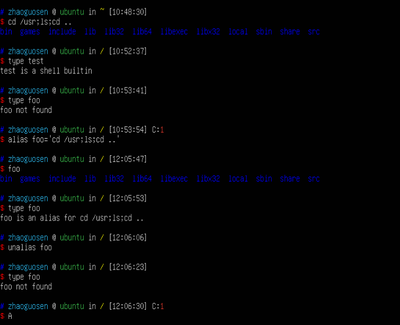 # zhaoguosen @ ubuntu in ~ [10:48:30]
$ cd /usr;ls;cd ..
bin games include lib lib32 lib64 libexec libx32 local sbin share src
# zhaoguosen @ ubuntu in / [10:52:37]
$ type test
test is a shell builtin
# zhaoguosen @ ubuntu in / [10:53:41]
$ type foo
foo not found
# zhaoguosen @ ubuntu in / [10:53:54] C:1
$ alias foo='cd /usr;ls;cd ..'
# zhaoguosen @ ubuntu in / [12:05:47]
$ foo
bin games include lib lib32 lib64 libexec libx32 local sbin share src
# zhaoguosen @ ubuntu in / [12:05:53]
$ type foo
foo is an alias for cd /usr;ls;cd ..
# zhaoguosen @ ubuntu in / [12:06:06]
$ unalias foo
# zhaoguosen @ ubuntu in / [12:06:23]
$ type foo
foo not found
# zhaoguosen @ ubuntu in / [12:06:30] C:1
$ A